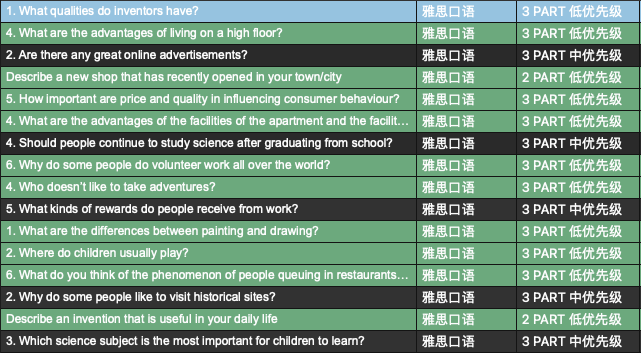 1. What qualities do inventors have? 雅思口语 3 PART 低优先级
4. What are the advantages of living on a high floor? 雅思口语 3 PART 低优先级
2. Are there any great online advertisements? 雅思口语 3 PART 中优先级
Describe a new shop that has recently opened in your town/city 雅思口语 2 PART 低优先级
5. How important are price and quality in influencing consumer behaviour? 雅思口语 3 PART 低优先级
4. What are the advantages of the facilities of the apartment and the facilit... 雅思口语 3 PART 低优先级
4. Should people continue to study science after graduating from school? 雅思口语 3 PART 中优先级
6. Why do some people do volunteer work all over the world? 雅思口语 3 PART 低优先级
4. Who doesn't like to take adventures? 雅思口语 3 PART 低优先级
5. What kinds of rewards do people receive from work? 雅思口语 3 PART 中优先级
1. What are the differences between painting and drawing? 雅思口语 3 PART 低优先级
2. Where do children usually play? 雅思口语 3 PART 低优先级
6. What do you think of the phenomenon of people queuing in restaurants... 雅思口语 3 PART 低优先级
2. Why do some people like to visit historical sites? 雅思口语 3 PART 中优先级
Describe an invention that is useful in your daily life 雅思口语 2 PART 低优先级
3. Which science subject is the most important for children to learn? 雅思口语 3 PART 中优先级